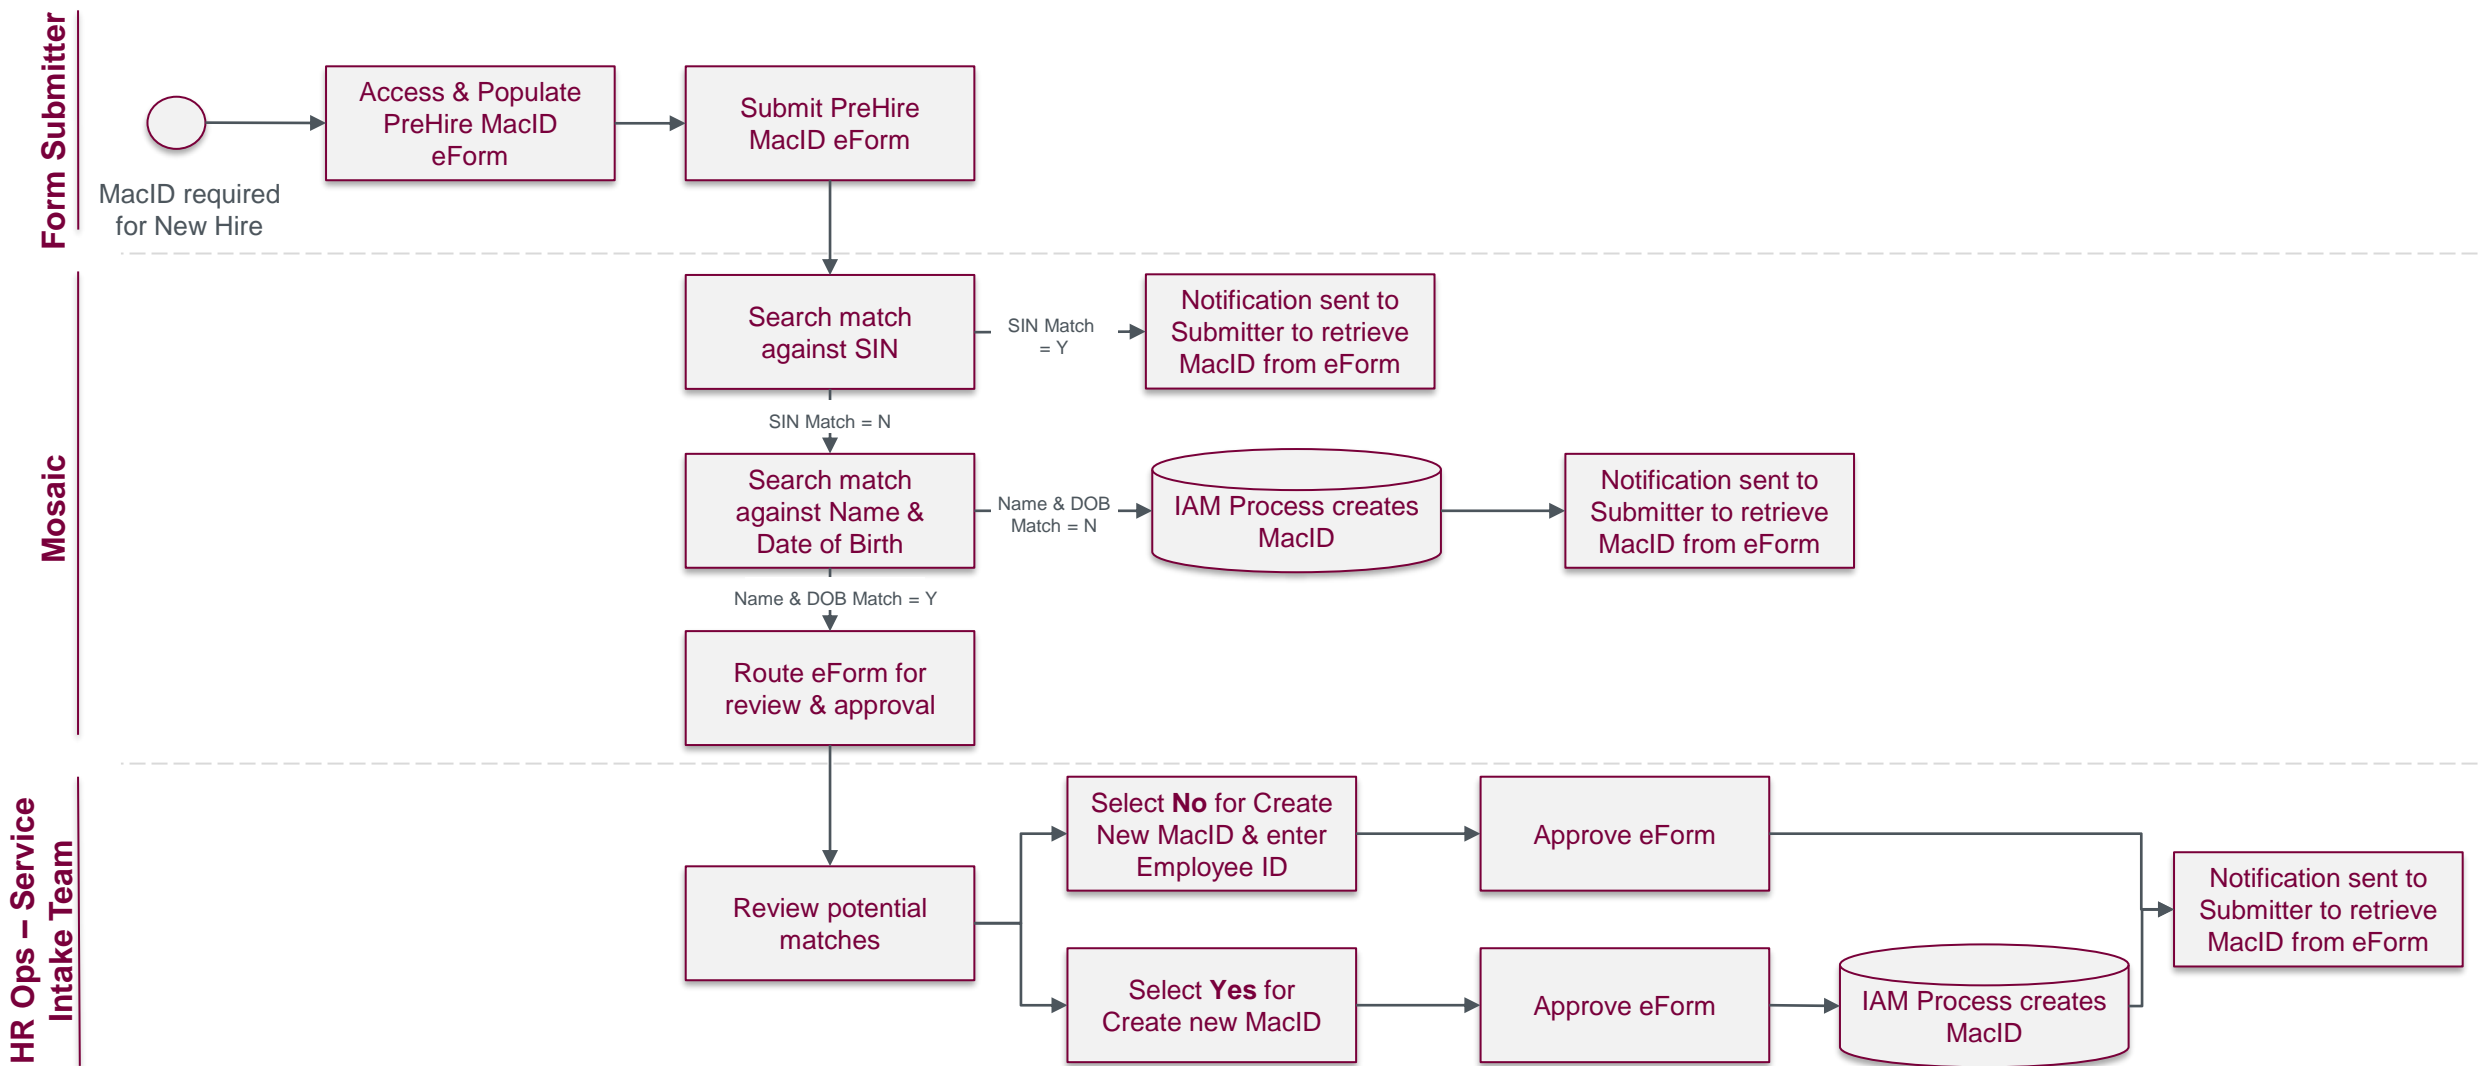 Form Submitter
MacID required
for New Hire
Access & Populate
PreHire MacID
eForm
Submit PreHire
MacID eForm
Mosaic
Search match
against SIN
SIN Match
= Y
Notification sent to
Submitter to retrieve
MacID from eForm
SIN Match = N
Search match
against Name &
Date of Birth
Name & DOB
Match = N
IAM Process creates
MacID
Notification sent to
Submitter to retrieve
MacID from eForm
Name & DOB Match = Y
Route eForm for
review & approval
HR Ops – Service
Intake Team
Review potential
matches
Select No for Create
New MacID & enter
Employee ID
Approve eForm
Select Yes for
Create new MacID
Approve eForm
IAM Process creates
MacID
Notification sent to
Submitter to retrieve
MacID from eForm